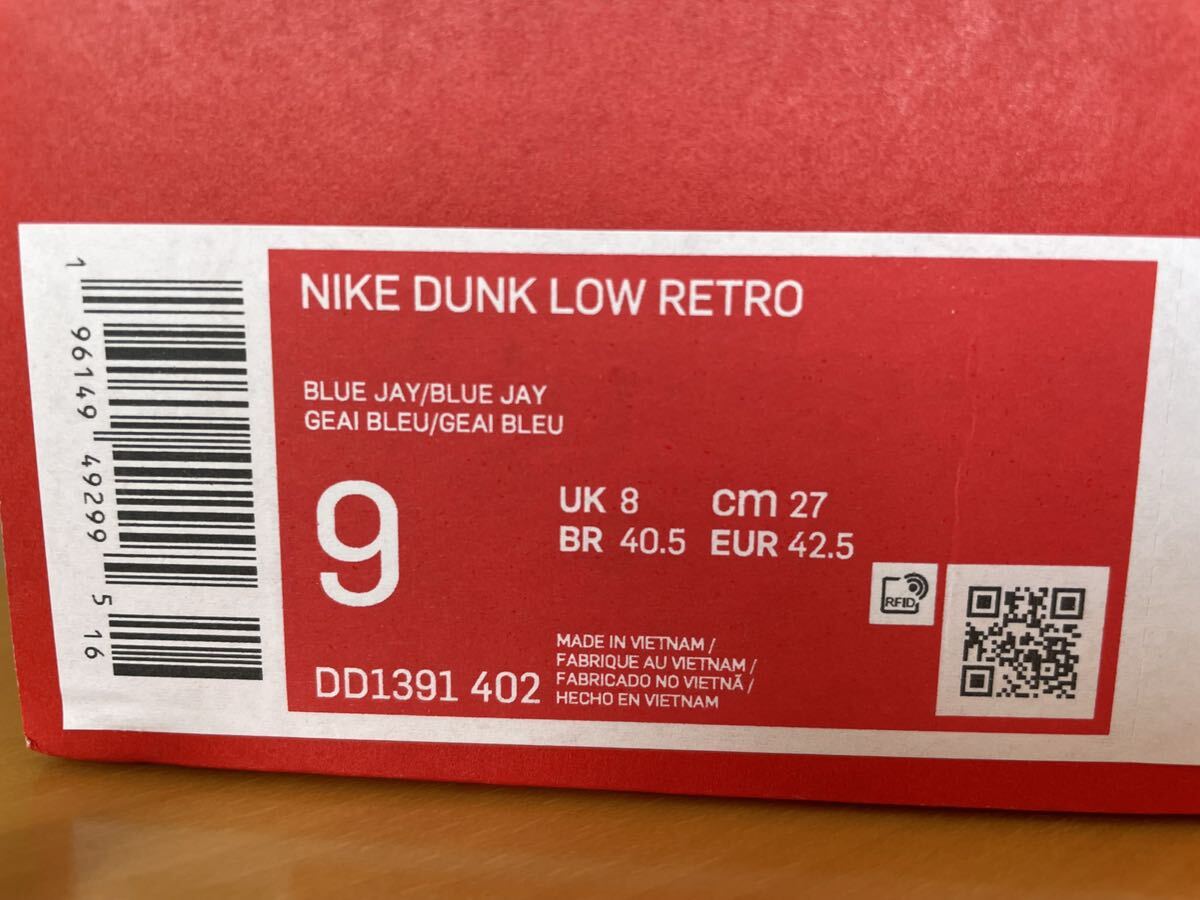 NIKE DUNK LOW RETRO
BLUE JAY/BLUE JAY
GEAI BLEU/GEAI BLEU
9
UK 8 cm 27
BR 40.5 EUR 42.5
RFID
DD1391 402
MADE IN VIETNAM /
FABRIQUE AU VIETNAM /
FABRICADO NO VIETNÃ /
HECHO EN VIETNAM
1 96149 49299 5 16